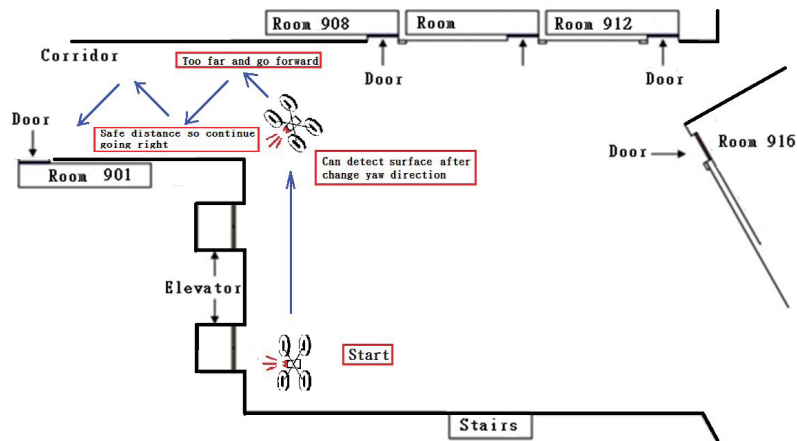 Room 908
Room
Room 912
Corridor
Too far and go forward
Door
Door
Door
Safe distance so continue
going right
Room 916
Door
Can detect surface after
change yaw direction
Room 901
Elevator
Start
Stairs